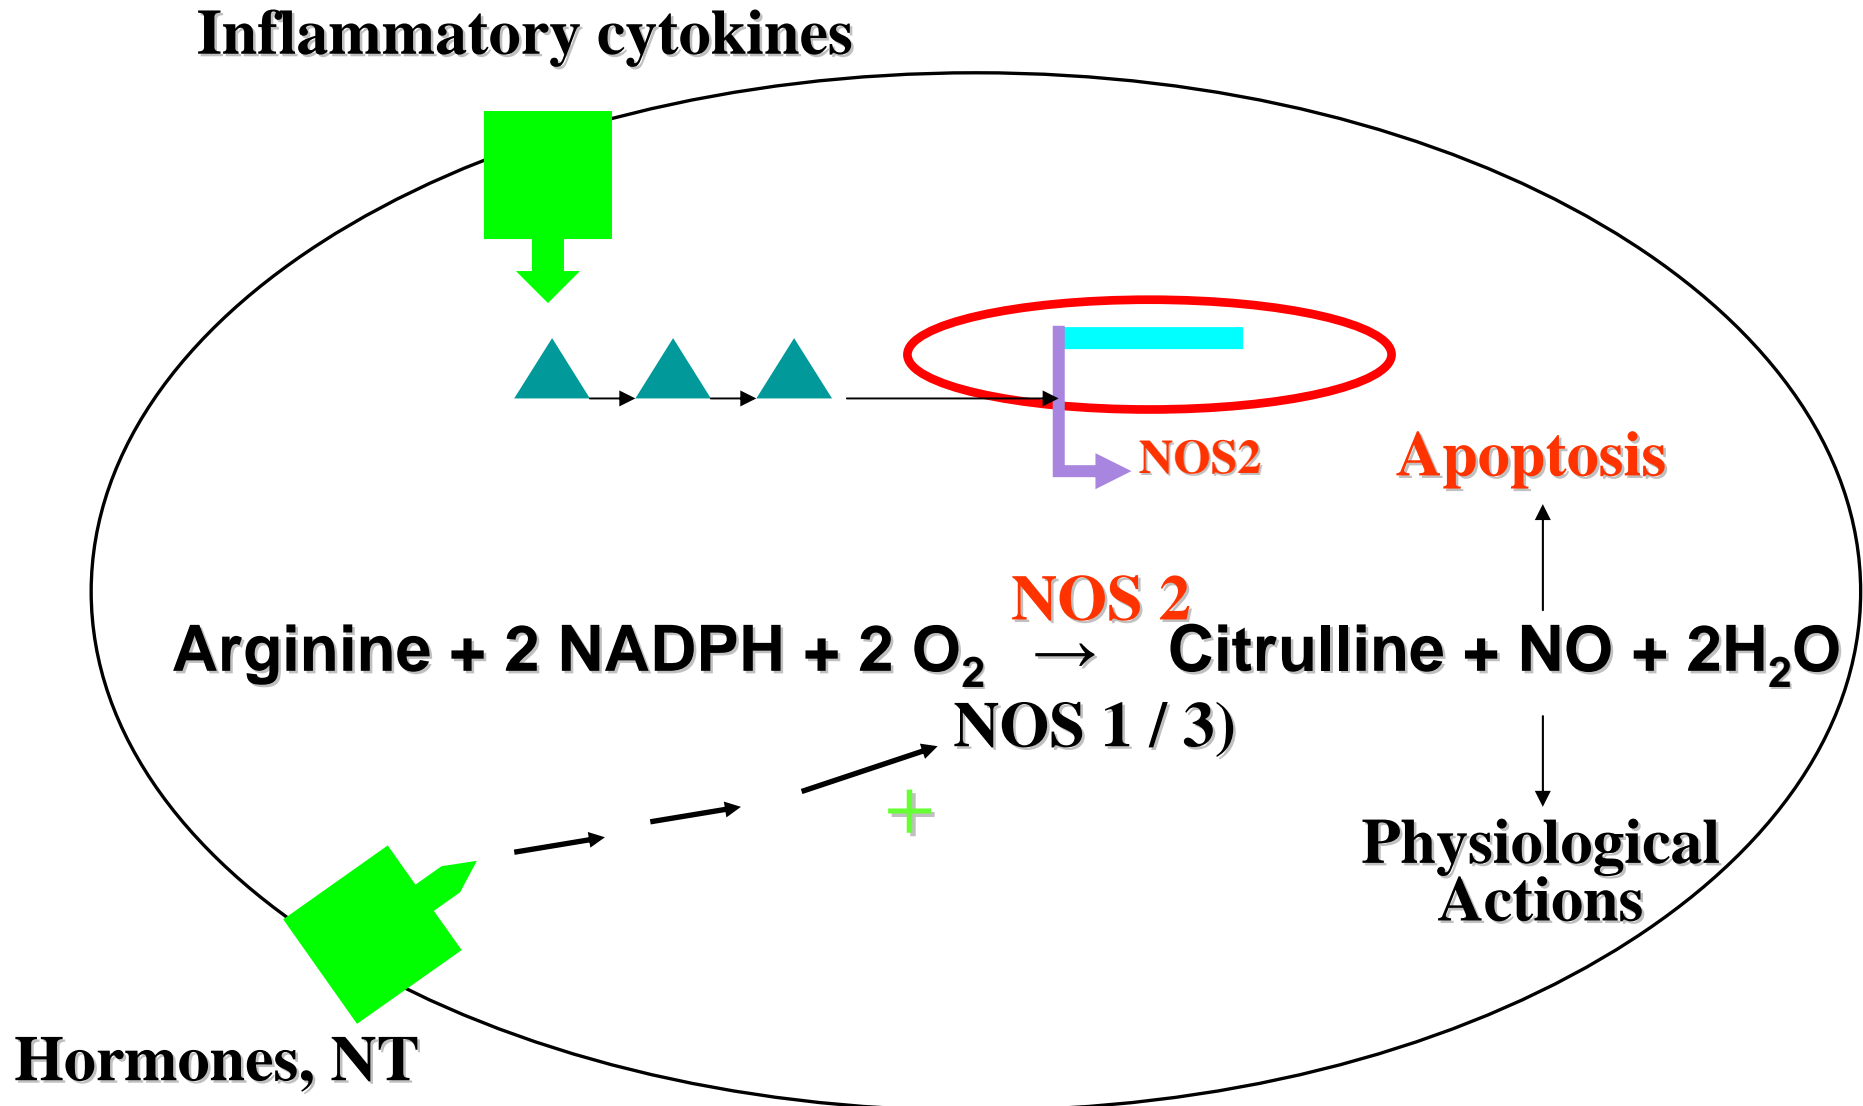 Inflammatory cytokines
NOS2
Apoptosis
NOS 2
Arginine + 2 NADPH + 2 O₂ → Citrulline + NO + 2H₂O
NOS 1 / 3)
+
Physiological
Actions
Hormones, NT